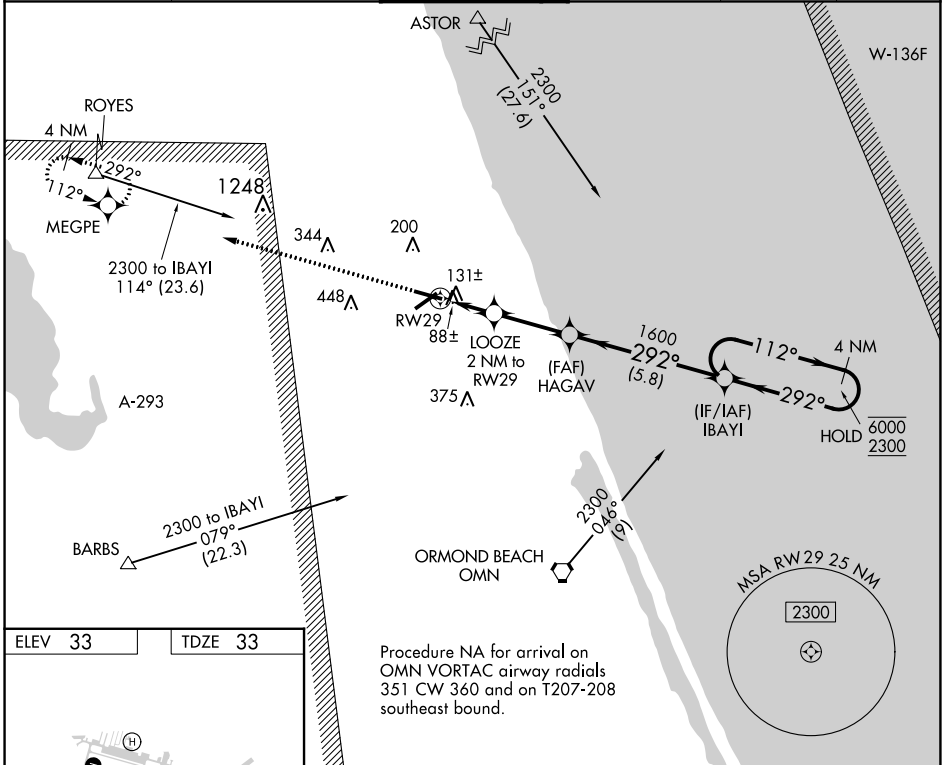 ASTOR
W-136F
2300
151°
(27.6)
ROYES
4 NM
292°
112°
MEGPE
1248
2300 to IBAYI
114° (23.6)
344
200
448
131±
RW29
88±
LOOZE
2 NM to
RW29
(FAF)
HAGAV
1600
292°
(5.8)
112°
4 NM
292°
(IF/IAF)
IBAYI
HOLD
6000
2300
375
A-293
2300 to IBAYI
079°
(22.3)
BARBS
2300
046°
(9)
ORMOND BEACH
OMN
MSA RW29 25 NM
2300
ELEV 33
TDZE 33
Procedure NA for arrival on
OMN VORTAC airway radials
351 CW 360 and on T207-208
southeast bound.
H